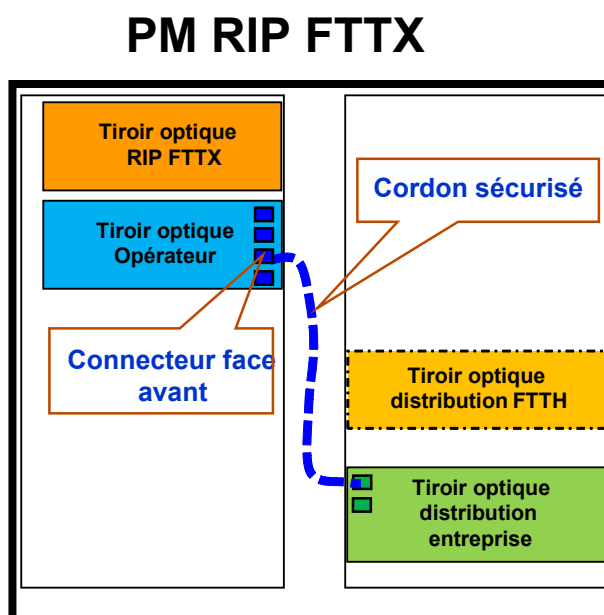 PM RIP FTTX
Tiroir optique
RIP FTTX
Tiroir optique
Opérateur
Cordon sécurisé
Connecteur face
avant
Tiroir optique
distribution FTTH
Tiroir optique
distribution
entreprise